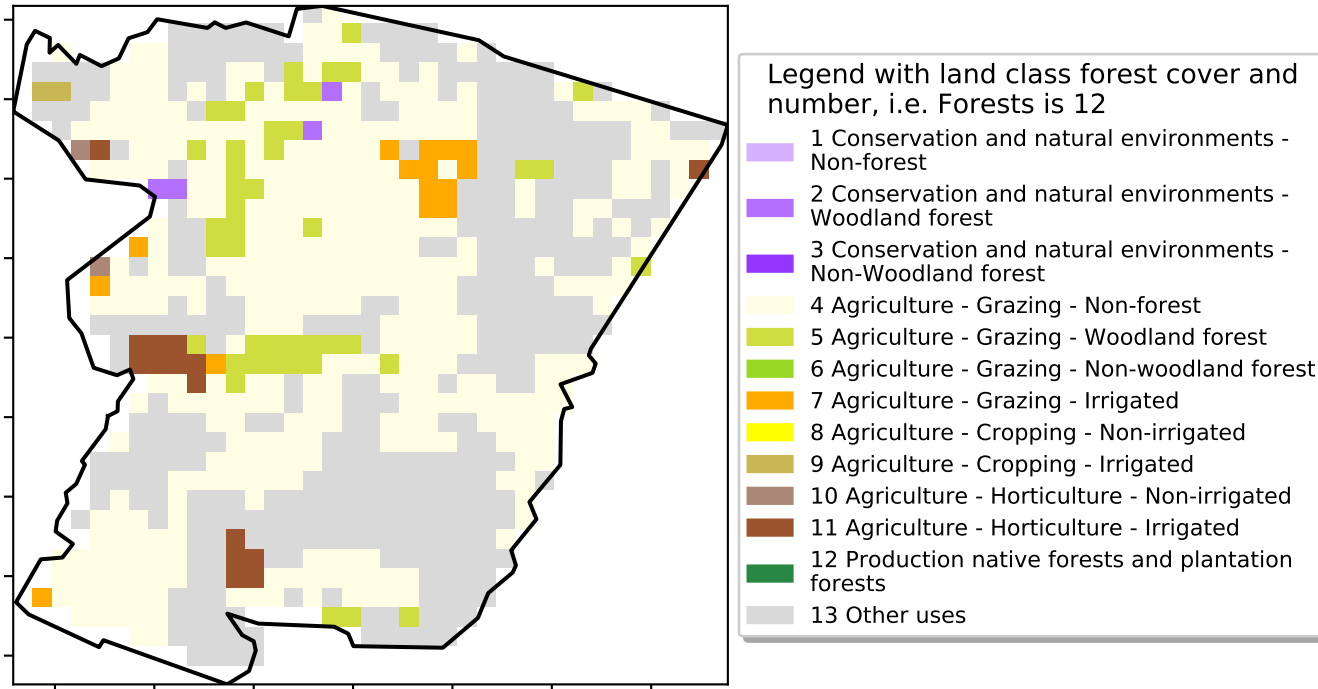 Legend with land class forest cover and
number, i.e. Forests is 12
1 Conservation and natural environments -
Non-forest
2 Conservation and natural environments -
Woodland forest
3 Conservation and natural environments -
Non-Woodland forest
4 Agriculture - Grazing - Non-forest
5 Agriculture - Grazing - Woodland forest
6 Agriculture - Grazing - Non-woodland forest
7 Agriculture - Grazing - Irrigated
8 Agriculture - Cropping - Non-irrigated
9 Agriculture - Cropping - Irrigated
10 Agriculture - Horticulture - Non-irrigated
11 Agriculture - Horticulture - Irrigated
12 Production native forests and plantation
forests
13 Other uses